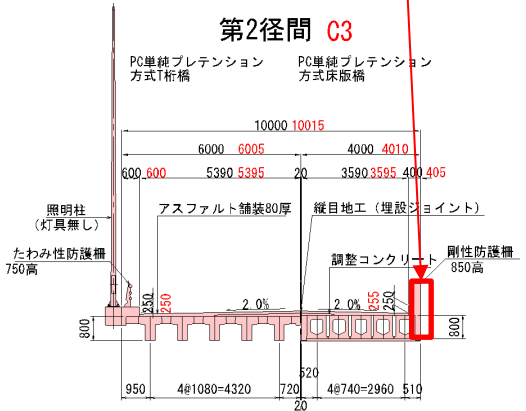 第2径間 C3
PC単純プレテンション
方式T桁橋
PC単純プレテンション
方式床版橋
10000 10015
6000 6005
4000 4010
600 600
5390 5395
20
3590 3595
400 405
照明柱
(灯具無し)
アスファルト舗装80厚
縦目地工(埋設ジョイント)
たわみ性防護柵
750高
調整コンクリート
剛性防護柵
850高
250
250
2.0%
2.0%
255
250
800
800
520
950
4@1080=4320
720
4@740=2960
510
20